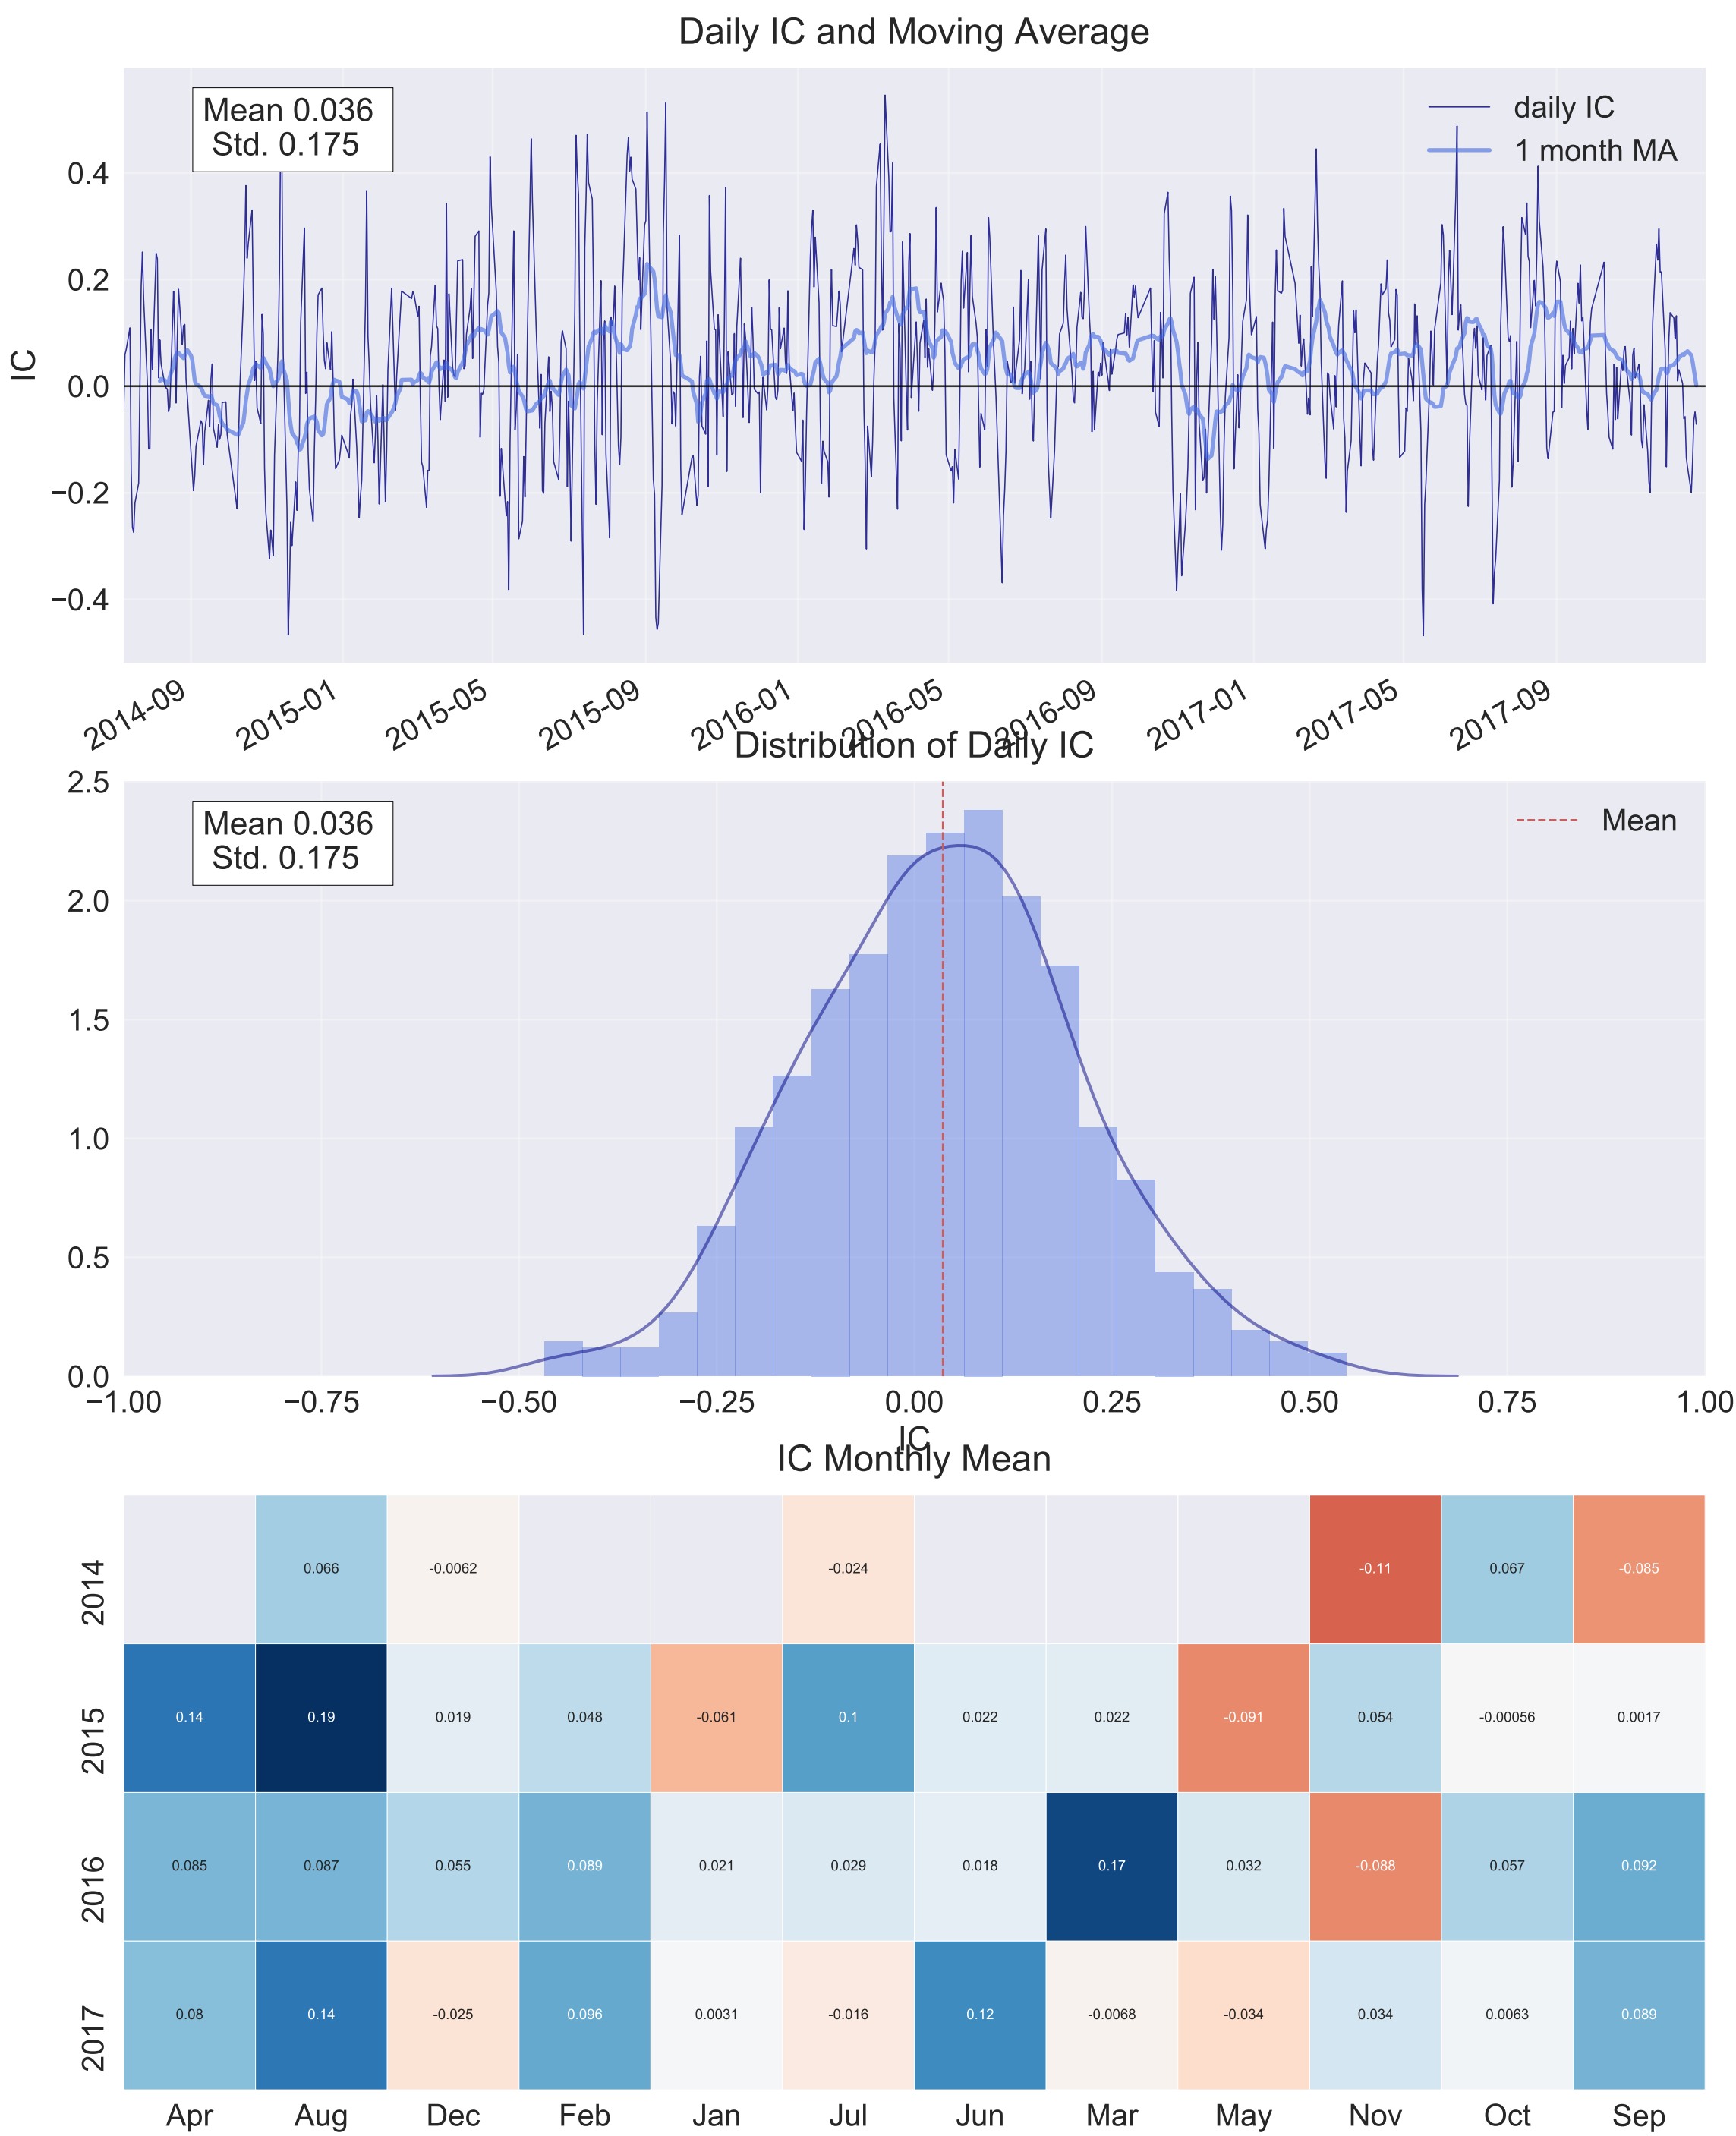 Daily IC and Moving Average
Mean 0.036
Std. 0.175
daily IC
1 month MA
IC
0.4
0.2
0.0
−0.2
−0.4
2014-09
2015-01
2015-05
2015-09
2016-01
2016-05
2016-09
2017-01
2017-05
2017-09
Distribution of Daily IC
Mean 0.036
Std. 0.175
Mean
2.5
2.0
1.5
1.0
0.5
0.0
−1.00 −0.75 −0.50 −0.25 0.00 0.25 0.50 0.75 1.00
IC
IC Monthly Mean
2014
0.066 -0.0062 -0.024 -0.11 0.067 -0.085
2015
0.14 0.19 0.019 0.048 -0.061 0.1 0.022 0.022 -0.091 0.054 -0.00056 0.0017
2016
0.085 0.087 0.055 0.089 0.021 0.029 0.018 0.17 0.032 -0.088 0.057 0.092
2017
0.08 0.14 -0.025 0.096 0.0031 -0.016 0.12 -0.0068 -0.034 0.034 0.0063 0.089
Apr Aug Dec Feb Jan Jul Jun Mar May Nov Oct Sep